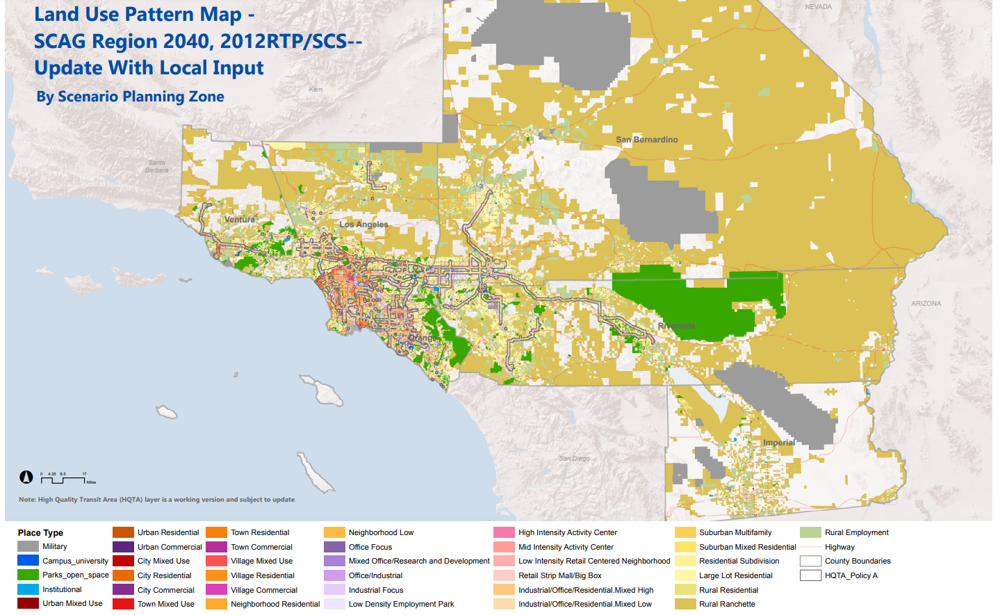 Land Use Pattern Map -
SCAG Region 2040, 2012RTP/SCS--
Update With Local Input
By Scenario Planning Zone
NEVADA
Kern
San Bernardino
Santa
Barbara
Ventura
Los Angeles
ARIZONA
Riverside
Orange
Imperial
San Diego
0 4.25 8.5 17
Miles
Note: High Quality Transit Area (HQTA) layer is a working version and subject to update
Place Type
Military
Campus_university
Parks_open_space
Institutional
Urban Mixed Use
Urban Residential
Urban Commercial
City Mixed Use
City Residential
City Commercial
Town Mixed Use
Town Residential
Town Commercial
Village Mixed Use
Village Residential
Village Commercial
Neighborhood Residential
Neighborhood Low
Office Focus
Mixed Office/Research and Development
Office/Industrial
Industrial Focus
Low Density Employment Park
High Intensity Activity Center
Mid Intensity Activity Center
Low Intensity Retail Centered Neighborhood
Retail Strip Mall/Big Box
Industrial/Office/Residential.Mixed High
Industrial/Office/Residential.Mixed Low
Suburban Multifamily
Suburban Mixed Residential
Residential Subdivision
Large Lot Residential
Rural Residential
Rural Ranchette
Rural Employment
Highway
County Boundaries
HQTA_Policy A